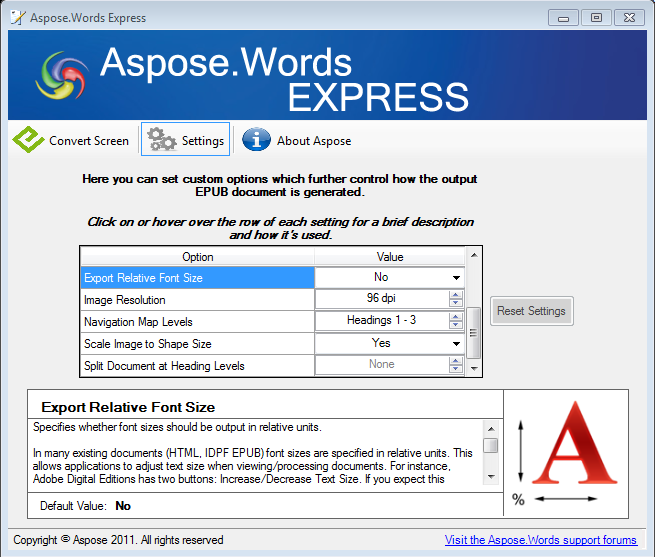 Aspose.Words Express
Aspose.Words
EXPRESS
Convert Screen
Settings
About Aspose
Here you can set custom options which further control how the output
EPUB document is generated.
Click on or hover over the row of each setting for a brief description
and how it's used.
Option Value
Export Relative Font Size No
Image Resolution 96 dpi
Navigation Map Levels Headings 1 - 3
Scale Image to Shape Size Yes
Split Document at Heading Levels None
Reset Settings
Export Relative Font Size
Specifies whether font sizes should be output in relative units.
In many existing documents (HTML, IDPF EPUB) font sizes are specified in relative units. This
allows applications to adjust text size when viewing/processing documents. For instance,
Adobe Digital Editions has two buttons: Increase/Decrease Text Size. If you expect this
Default Value: No
A
%
Copyright © Aspose 2011. All rights reserved
Visit the Aspose.Words support forums